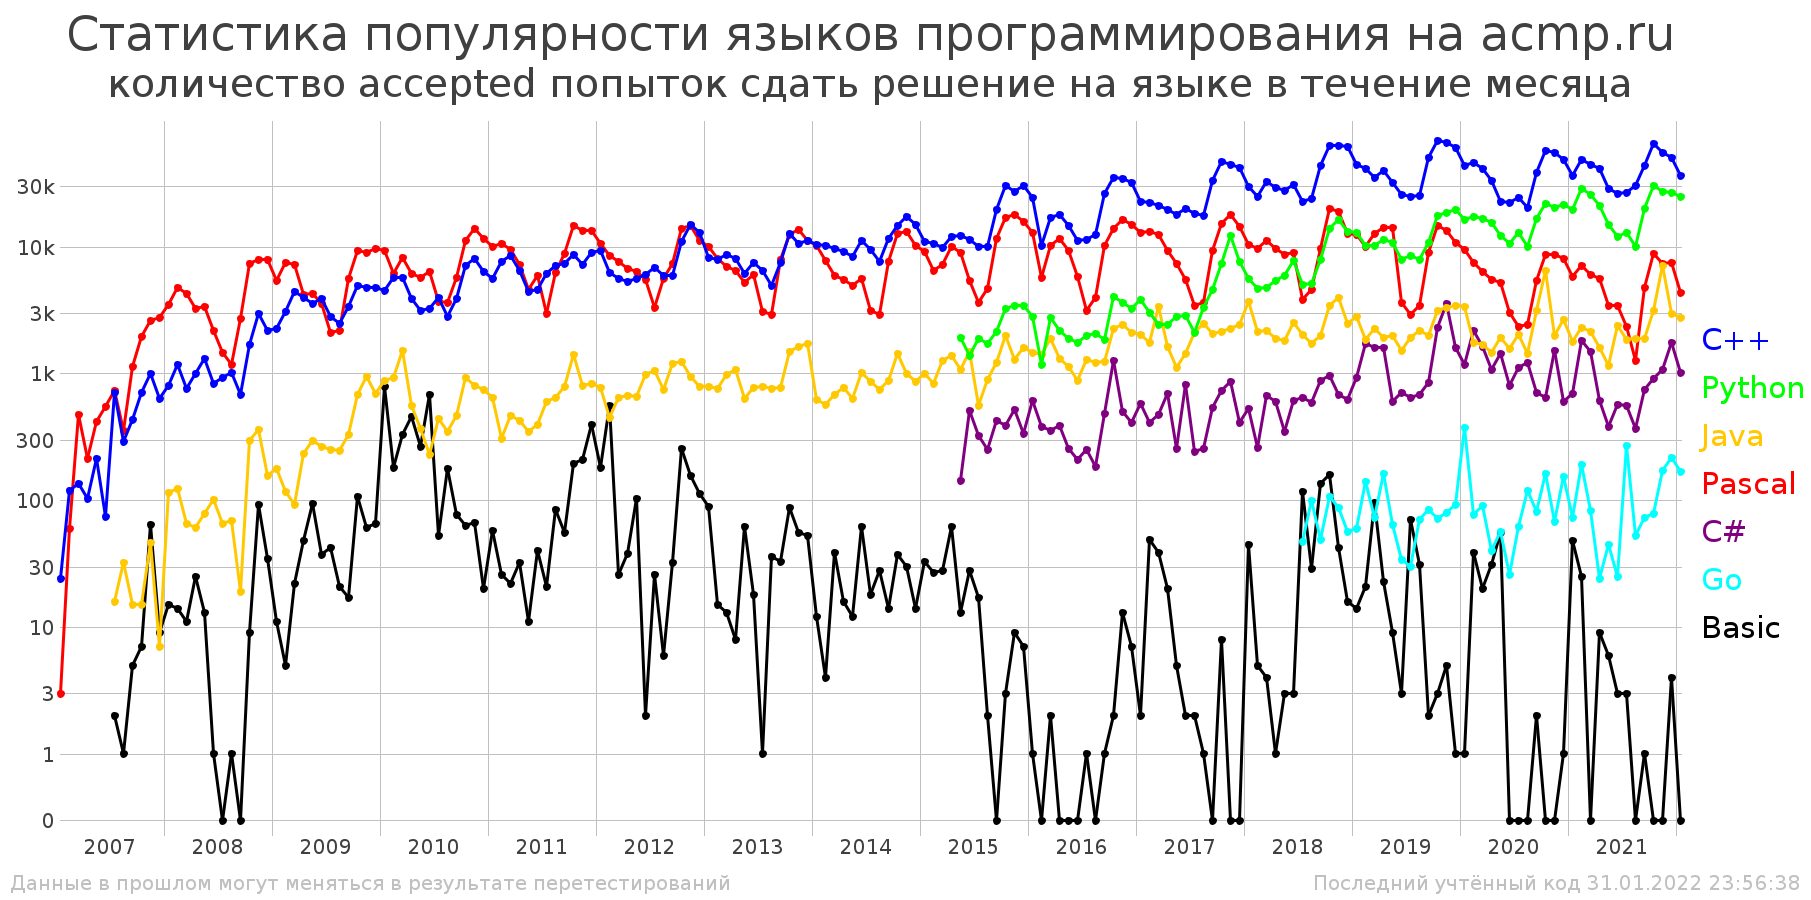 Статистика популярности языков программирования на acmp.ru
количество accepted попыток сдать решение на языке в течение месяца
30k
10k
3k
1k
300
100
30
10
3
1
0
2007 2008 2009 2010 2011 2012 2013 2014 2015 2016 2017 2018 2019 2020 2021
C++
Python
Java
Pascal
C#
Go
Basic
Данные в прошлом могут меняться в результате перетестирований
Последний учтённый код 31.01.2022 23:56:38